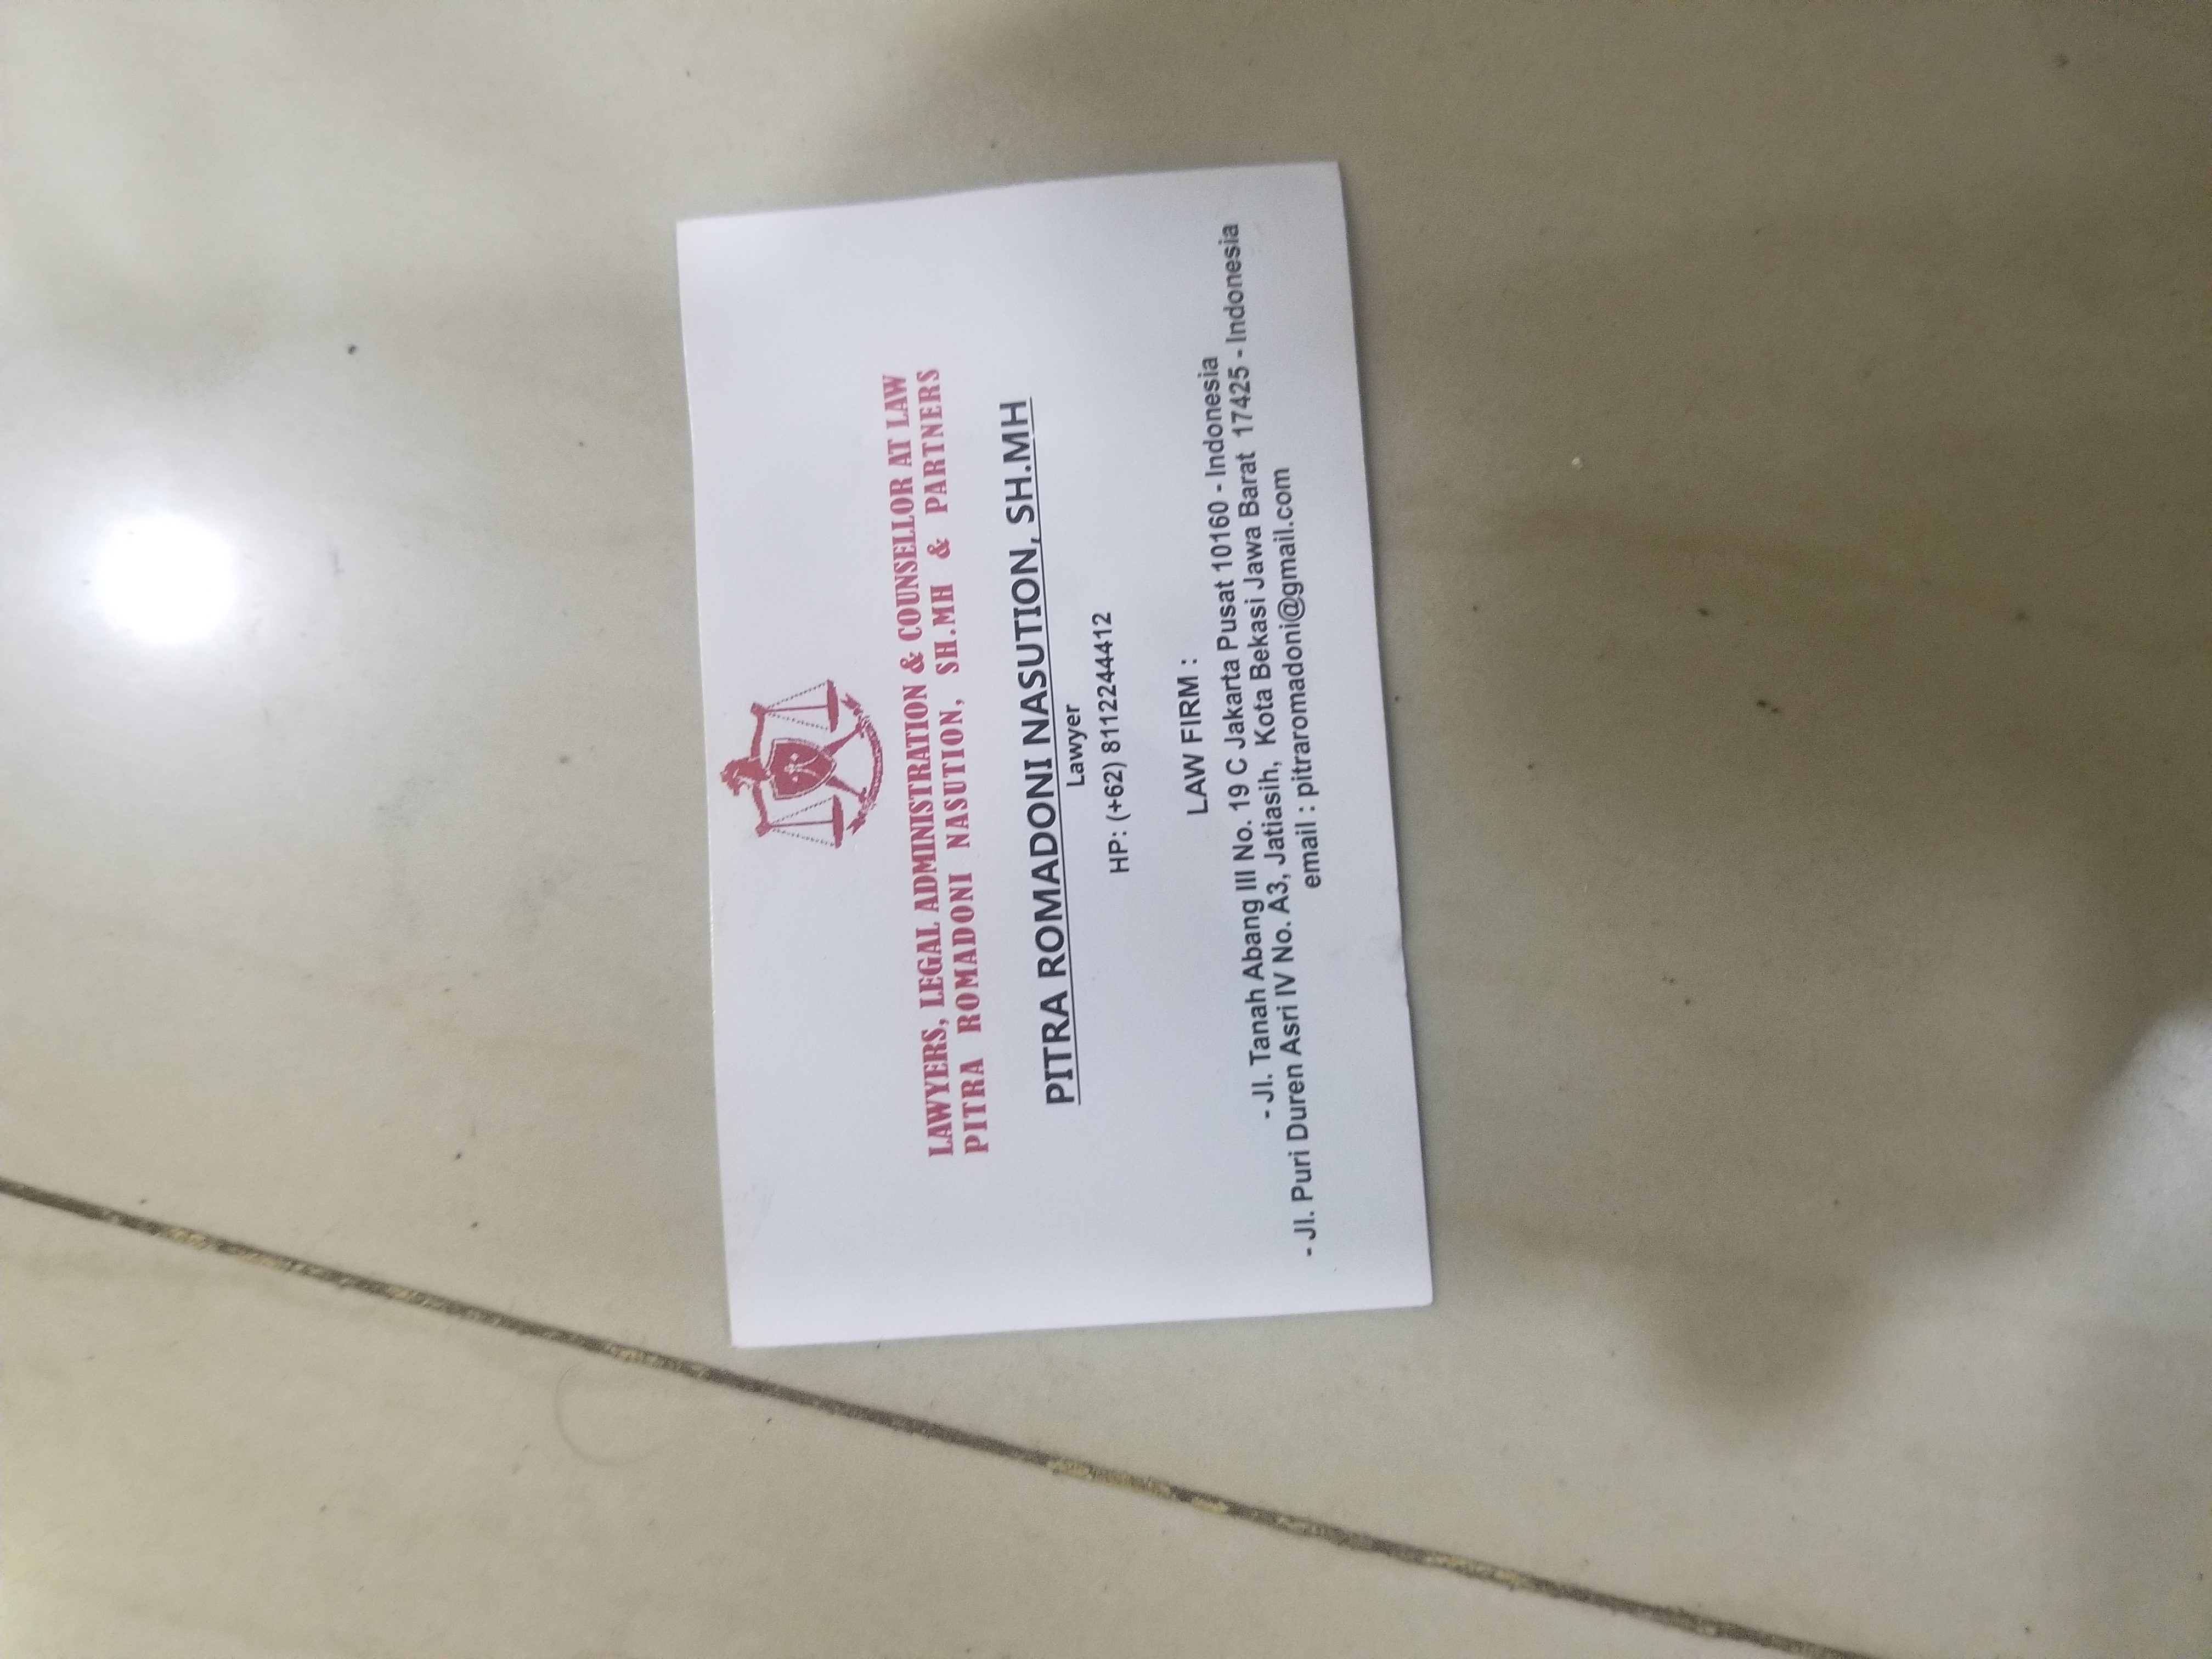 LAWYERS, LEGAL ADMINISTRATION & COUNSELLOR AT LAW
PITRA ROMADONI NASUTION, SH.MH & PARTNERS
PITRA ROMADONI NASUTION, SH.MH
Lawyer
HP: (+62) 8112244412
LAW FIRM :
- Jl. Tanah Abang III No. 19 C Jakarta Pusat 10160 - Indonesia
- Jl. Puri Duren Asri IV No. A3, Jatiasih, Kota Bekasi Jawa Barat 17425 - Indonesia
email : pitraromadoni@gmail.com